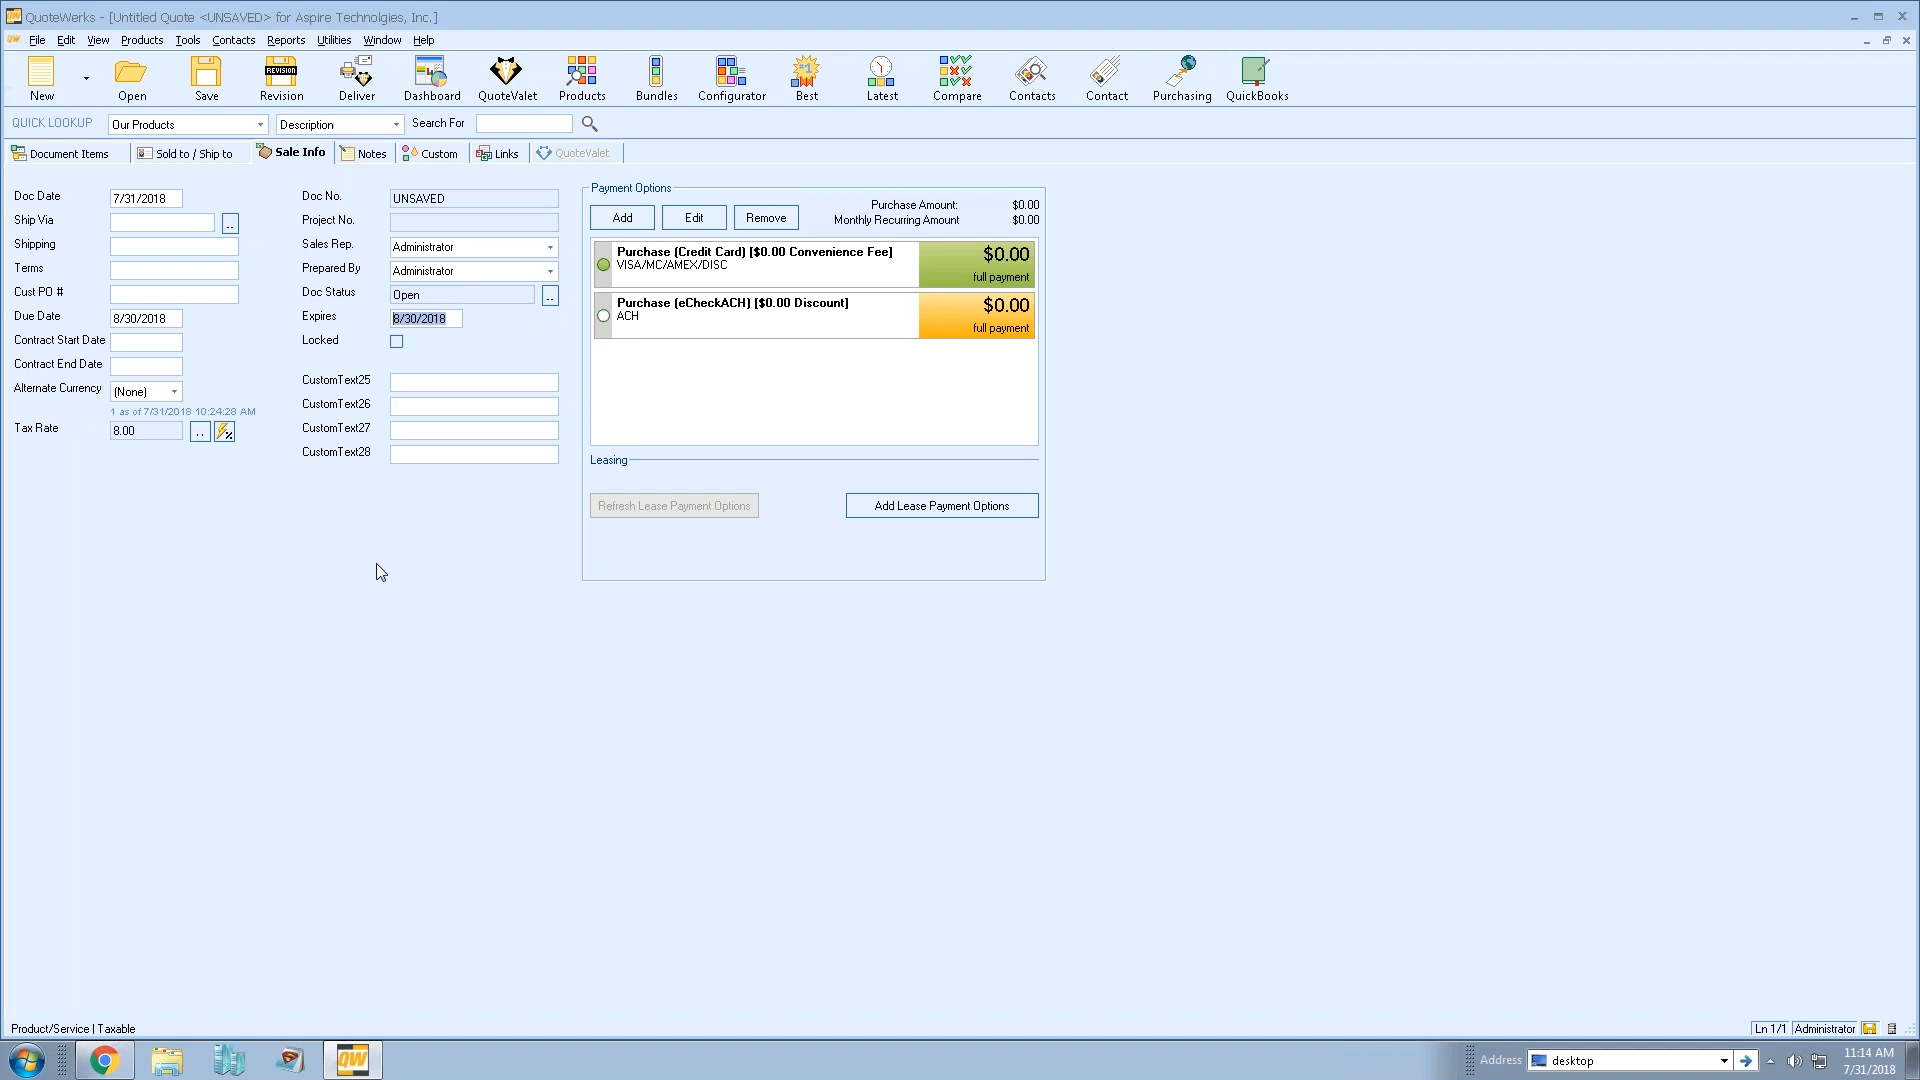 QuoteWerks - [Untitled Quote <UNSAVED> for Aspire Technolgies, Inc.]
QW File Edit View Products Tools Contacts Reports Utilities Window Help
New Open Save Revision Deliver Dashboard QuoteValet Products Bundles Configurator Best Latest Compare Contacts Contact Purchasing QuickBooks
REVISION
#1
QUICK LOOKUP Our Products Description Search For
Document Items Sold to / Ship to Sale Info Notes Custom Links QuoteValet
Doc Date 7/31/2018
Ship Via ..
Shipping
Terms
Cust PO #
Due Date 8/30/2018
Contract Start Date
Contract End Date
Alternate Currency (None)
1 as of 7/31/2018 10:24:28 AM
Tax Rate 8.00 .. %
Doc No. UNSAVED
Project No.
Sales Rep. Administrator
Prepared By Administrator
Doc Status Open ..
Expires 8/30/2018
Locked
CustomText25
CustomText26
CustomText27
CustomText28
Payment Options
Add Edit Remove
Purchase Amount: $0.00
Monthly Recurring Amount $0.00
Purchase (Credit Card) [$0.00 Convenience Fee] $0.00
VISA/MC/AMEX/DISC full payment
Purchase (eCheckACH) [$0.00 Discount] $0.00
ACH full payment
Leasing
Refresh Lease Payment Options Add Lease Payment Options
Product/Service | Taxable
Ln 1/1 Administrator
QW
Address desktop
11:14 AM
7/31/2018